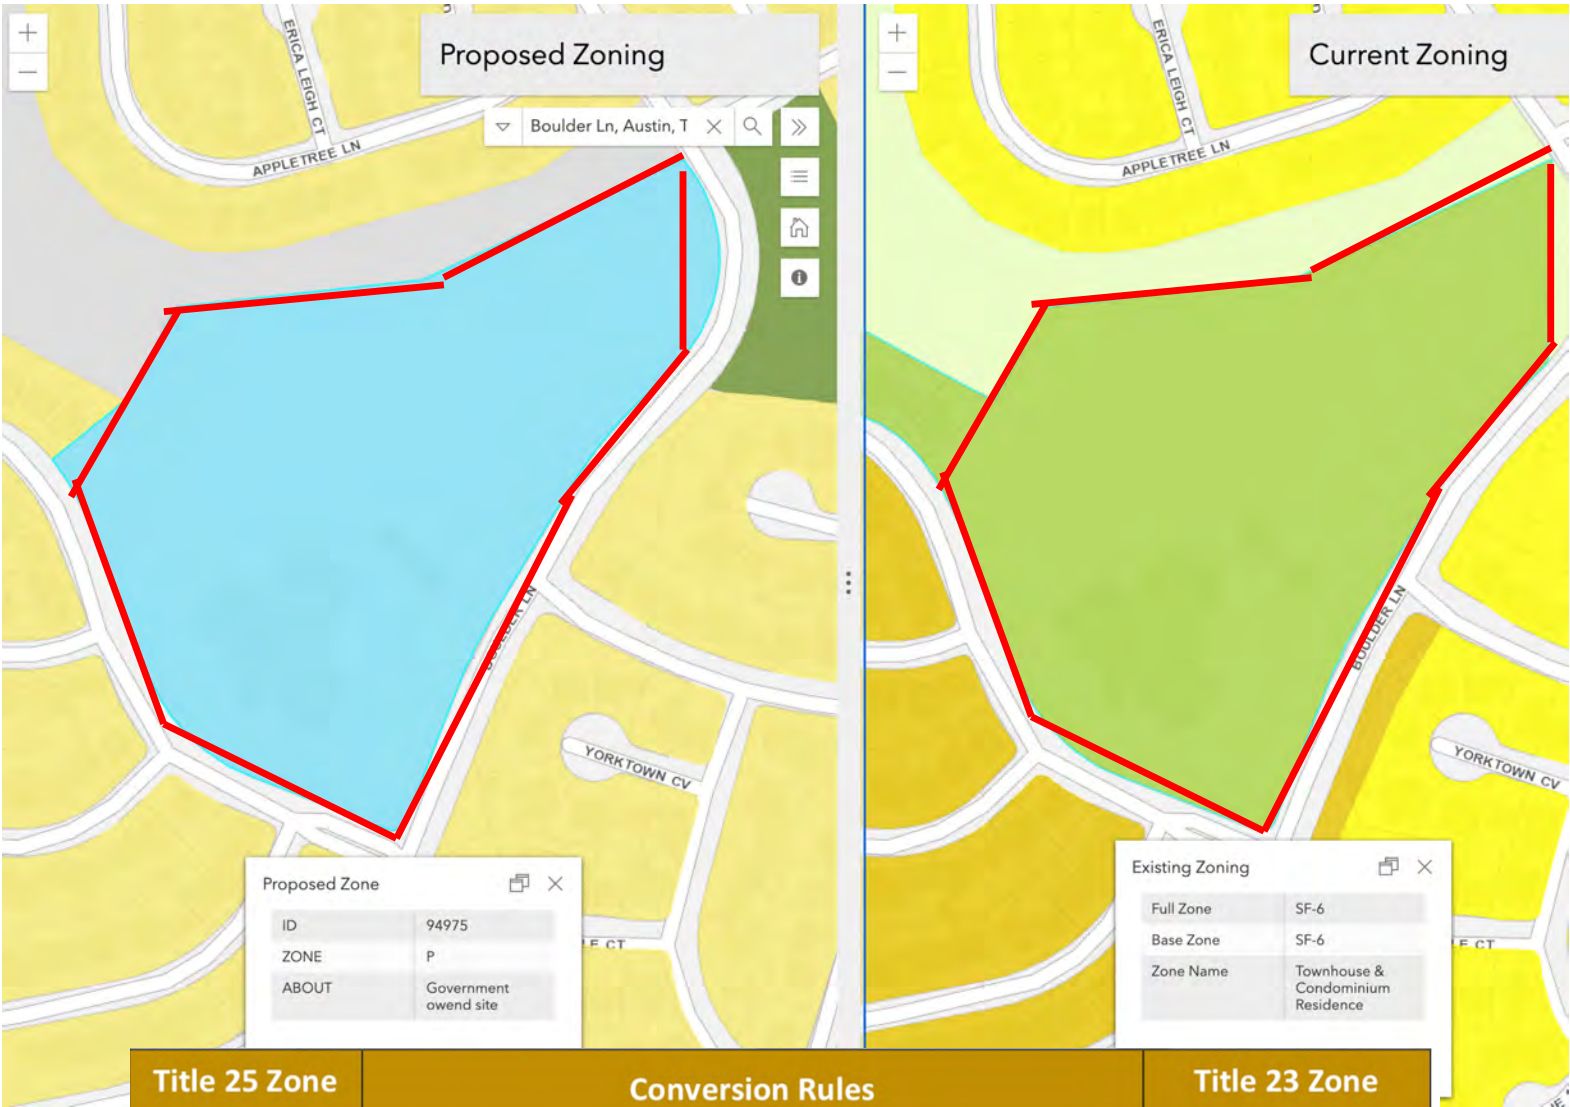 Proposed Zoning
Current Zoning
Boulder Ln, Austin, T
ERICA LEIGH CT
APPLETREE LN
ERICA LEIGH CT
APPLETREE LN
BOULDER LN
YORKTOWN CV
BOULDER LN
YORKTOWN CV
Proposed Zone
ID 94975
ZONE P
ABOUT Government
owend site
E CT
Existing Zoning
Full Zone SF-6
Base Zone SF-6
Zone Name Townhouse &
Condominium
Residence
E CT
Title 25 Zone
Conversion Rules
Title 23 Zone